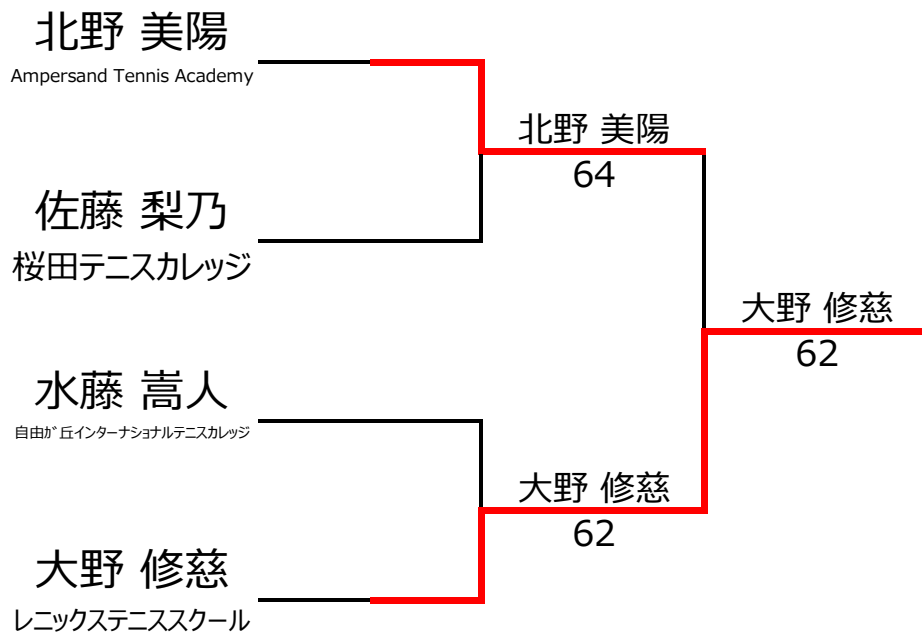 北野 美陽
Ampersand Tennis Academy
北野 美陽
64
佐藤 梨乃
桜田テニスカレッジ
大野 修慈
62
水藤 嵩人
自由が丘インターナショナルテニスカレッジ
大野 修慈
62
大野 修慈
レニックステニススクール